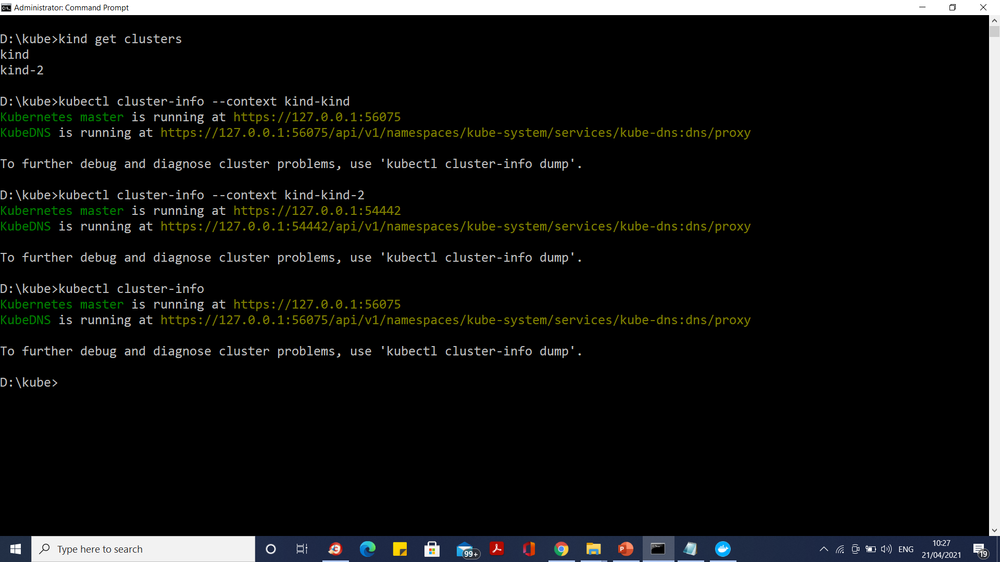 Administrator: Command Prompt
D:\kube>kind get clusters
kind
kind-2
D:\kube>kubectl cluster-info --context kind-kind
Kubernetes master is running at https://127.0.0.1:56075
KubeDNS is running at https://127.0.0.1:56075/api/v1/namespaces/kube-system/services/kube-dns:dns/proxy
To further debug and diagnose cluster problems, use 'kubectl cluster-info dump'.
D:\kube>kubectl cluster-info --context kind-kind-2
Kubernetes master is running at https://127.0.0.1:54442
KubeDNS is running at https://127.0.0.1:54442/api/v1/namespaces/kube-system/services/kube-dns:dns/proxy
To further debug and diagnose cluster problems, use 'kubectl cluster-info dump'.
D:\kube>kubectl cluster-info
Kubernetes master is running at https://127.0.0.1:56075
KubeDNS is running at https://127.0.0.1:56075/api/v1/namespaces/kube-system/services/kube-dns:dns/proxy
To further debug and diagnose cluster problems, use 'kubectl cluster-info dump'.
D:\kube>
Type here to search
99+
ENG
10:27
21/04/2021
19